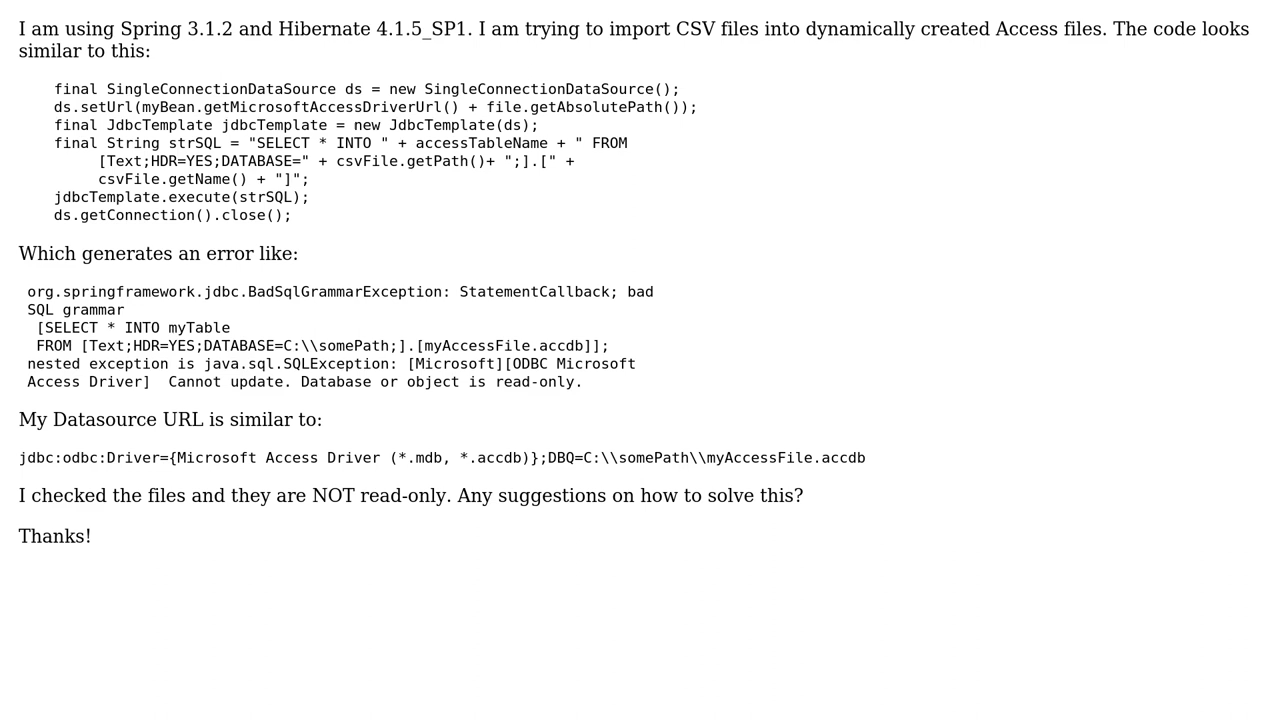 I am using Spring 3.1.2 and Hibernate 4.1.5_SP1. I am trying to import CSV files into dynamically created Access files. The code looks
similar to this:
final SingleConnectionDataSource ds = new SingleConnectionDataSource();
ds.setUrl(myBean.getMicrosoftAccessDriverUrl() + file.getAbsolutePath());
final JdbcTemplate jdbcTemplate = new JdbcTemplate(ds);
final String strSQL = "SELECT * INTO " + accessTableName + " FROM
[Text;HDR=YES;DATABASE=" + csvFile.getPath()+ ";].[" +
csvFile.getName() + "]";
jdbcTemplate.execute(strSQL);
ds.getConnection().close();
Which generates an error like:
org.springframework.jdbc.BadSqlGrammarException: StatementCallback; bad
SQL grammar
[SELECT * INTO myTable
FROM [Text;HDR=YES;DATABASE=C:\\somePath;].[myAccessFile.accdb]];
nested exception is java.sql.SQLException: [Microsoft][ODBC Microsoft
Access Driver]  Cannot update. Database or object is read-only.
My Datasource URL is similar to:
jdbc:odbc:Driver={Microsoft Access Driver (*.mdb, *.accdb)};DBQ=C:\\somePath\\myAccessFile.accdb
I checked the files and they are NOT read-only. Any suggestions on how to solve this?
Thanks!